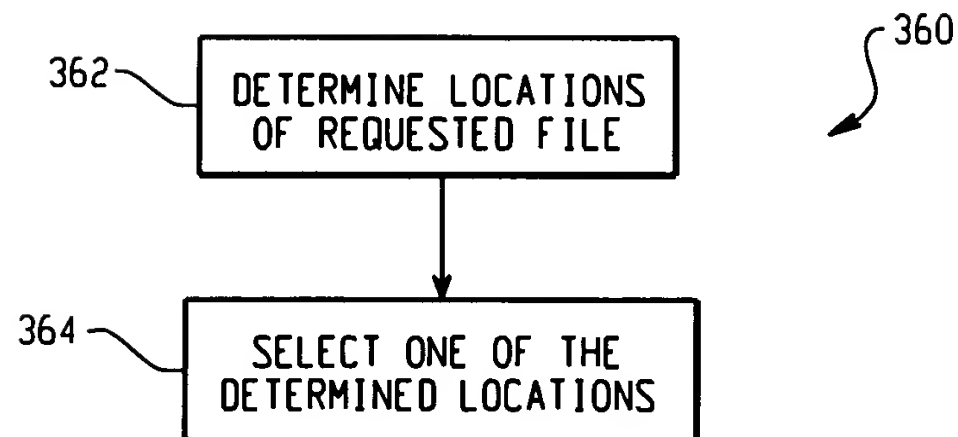 360
362
DETERMINE LOCATIONS
OF REQUESTED FILE
364
SELECT ONE OF THE
DETERMINED LOCATIONS